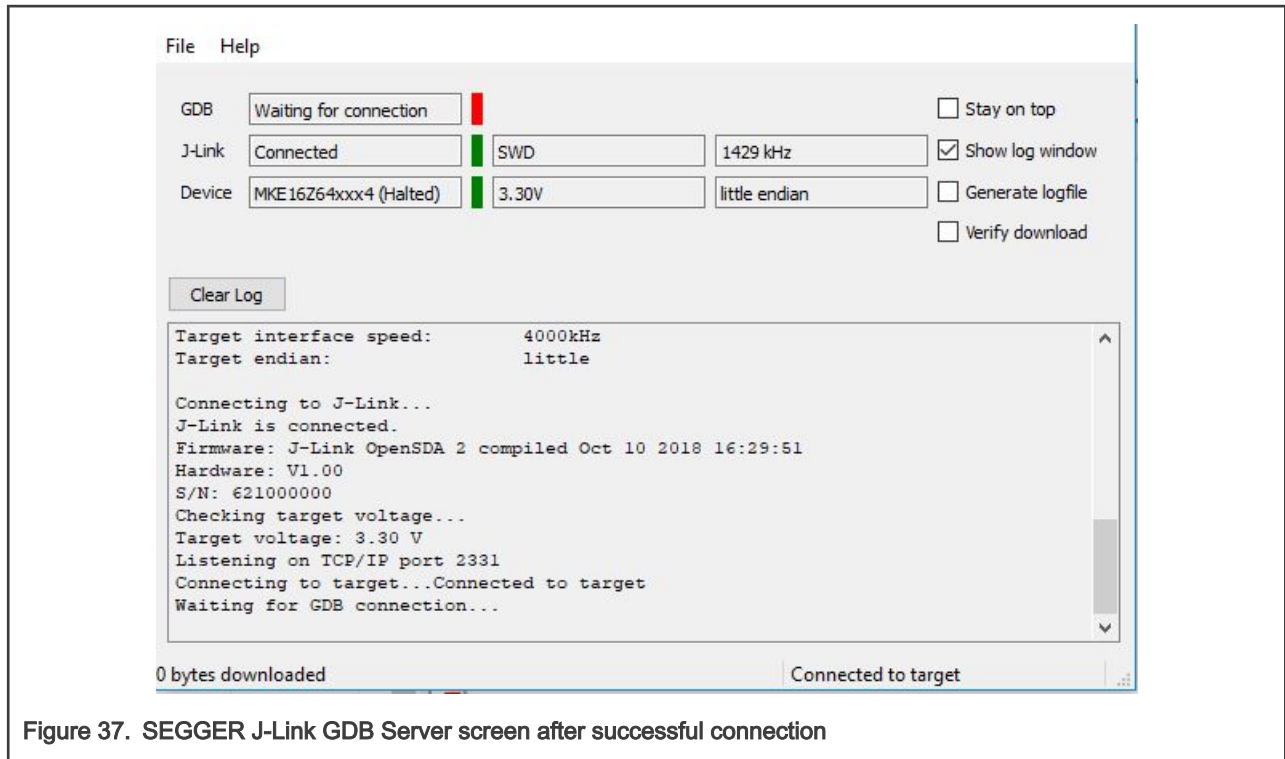 File Help
GDB Waiting for connection Stay on top
J-Link Connected SWD 1429 kHz Show log window
Device MKE16Z64xxx4 (Halted) 3.30V little endian Generate logfile
Verify download
Clear Log
Target interface speed: 4000kHz
Target endian: little
Connecting to J-Link...
J-Link is connected.
Firmware: J-Link OpenSDA 2 compiled Oct 10 2018 16:29:51
Hardware: V1.00
S/N: 621000000
Checking target voltage...
Target voltage: 3.30 V
Listening on TCP/IP port 2331
Connecting to target...Connected to target
Waiting for GDB connection...
0 bytes downloaded Connected to target
Figure 37. SEGGER J-Link GDB Server screen after successful connection